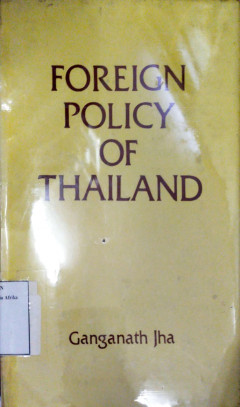 FOREIGN
POLICY
OF
THAILAND
Ganganath Jha